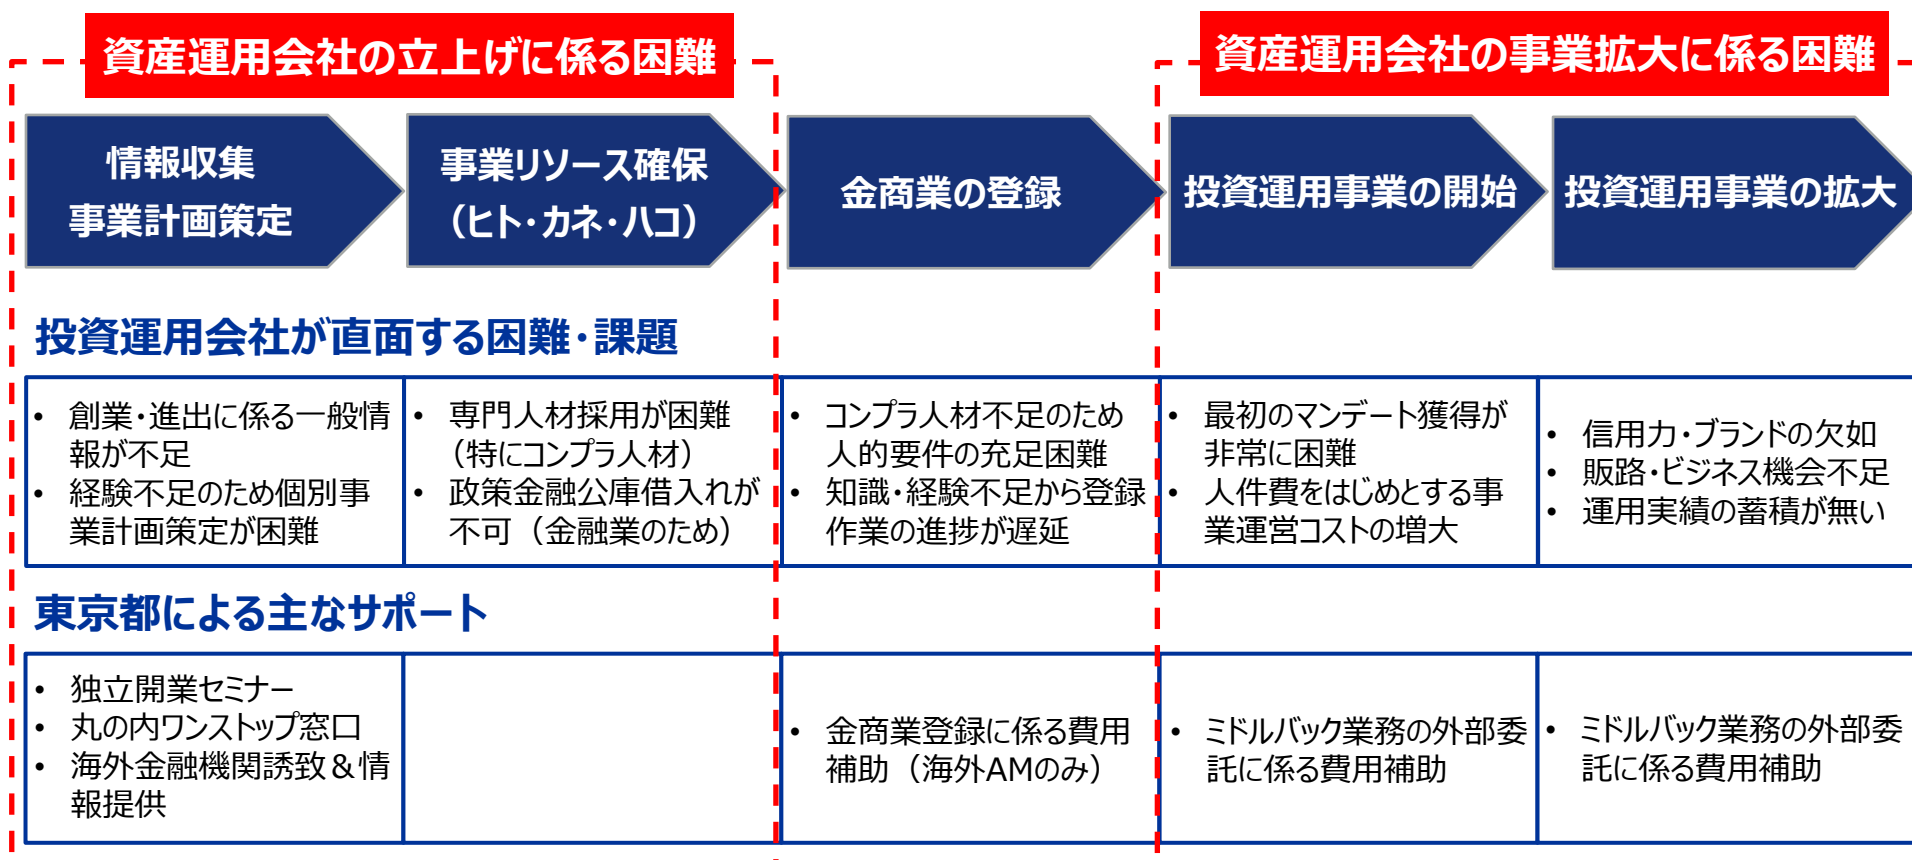 資産運用会社の立上げに係る困難
資産運用会社の事業拡大に係る困難
情報収集
事業計画策定
事業リソース確保
（ヒト・カネ・ハコ）
金商業の登録
投資運用事業の開始
投資運用事業の拡大
投資運用会社が直面する困難・課題
• 創業・進出に係る一般情
報が不足
• 経験不足のため個別事
業計画策定が困難
• 専門人材採用が困難
（特にコンプラ人材）
• 政策金融公庫借入れが
不可（金融業のため）
• コンプラ人材不足のため
人的要件の充足困難
• 知識・経験不足から登録
作業の進捗が遅延
• 最初のマンデート獲得が
非常に困難
• 人件費をはじめとする事
業運営コストの増大
• 信用力・ブランドの欠如
• 販路・ビジネス機会不足
• 運用実績の蓄積が無い
東京都による主なサポート
• 独立開業セミナー
• 丸の内ワンストップ窓口
• 海外金融機関誘致＆情
報提供
• 金商業登録に係る費用
補助（海外AMのみ）
• ミドルバック業務の外部委
託に係る費用補助
• ミドルバック業務の外部委
託に係る費用補助